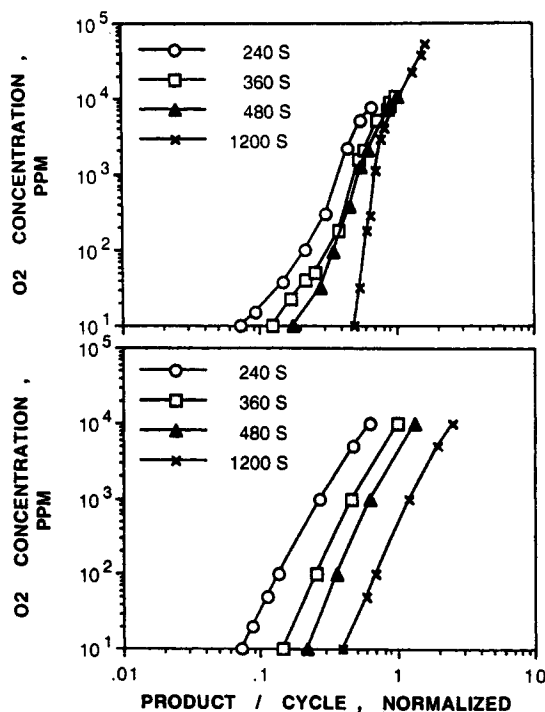 O2 CONCENTRATION,
PPM
10^5
10^4
10^3
10^2
10^1
240 S
360 S
480 S
1200 S
O2 CONCENTRATION,
PPM
10^5
10^4
10^3
10^2
10^1
240 S
360 S
480 S
1200 S
.01
.1
1
10
PRODUCT / CYCLE, NORMALIZED